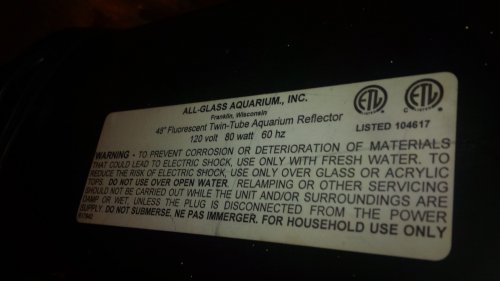 ALL-GLASS AQUARIUM., INC.
Franklin, Wisconsin
48" Fluorescent Twin-Tube Aquarium Reflector
120 volt 80 watt 60 hz
ETL
ETL
LISTED 104617
WARNING - TO PREVENT CORROSION OR DETERIORATION OF MATERIALS
THAT COULD LEAD TO ELECTRIC SHOCK, USE ONLY WITH FRESH WATER. TO
REDUCE THE RISK OF ELECTRIC SHOCK, USE ONLY OVER GLASS OR ACRYLIC
TOPS. DO NOT USE OVER OPEN WATER. RELAMPING OR OTHER SERVICING
SHOULD NOT BE CARRIED OUT WHILE THE UNIT AND/OR SURROUNDINGS ARE
DAMP OR WET, UNLESS THE PLUG IS DISCONNECTED FROM THE POWER
SUPPLY. DO NOT SUBMERSE, NE PAS IMMERGER. FOR HOUSEHOLD USE ONLY